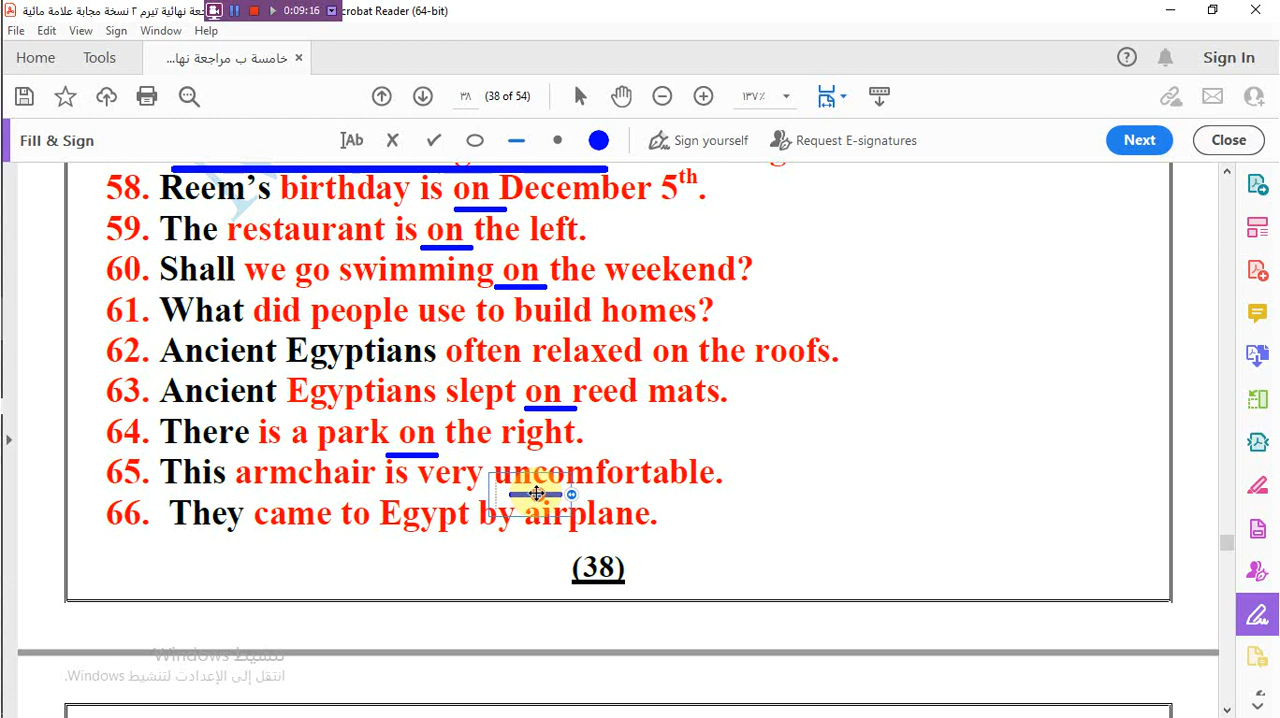 جعة نهائية تيرم ٢ نسخة مجابة علامة مائية 0:09:16 crobat Reader (64-bit)
File Edit View Sign Window Help
Home Tools خامسة ب مراجعة نها... × Sign In
٣٨ (38 of 54) ١٣٧٪
Fill & Sign Ab Sign yourself Request E-signatures Next Close
58. Reem's birthday is on December 5th.
59. The restaurant is on the left.
60. Shall we go swimming on the weekend?
61. What did people use to build homes?
62. Ancient Egyptians often relaxed on the roofs.
63. Ancient Egyptians slept on reed mats.
64. There is a park on the right.
65. This armchair is very uncomfortable.
66. They came to Egypt by airplane.
(38)
تنشيط Windows
انتقل إلى الإعدادات لتنشيط Windows.